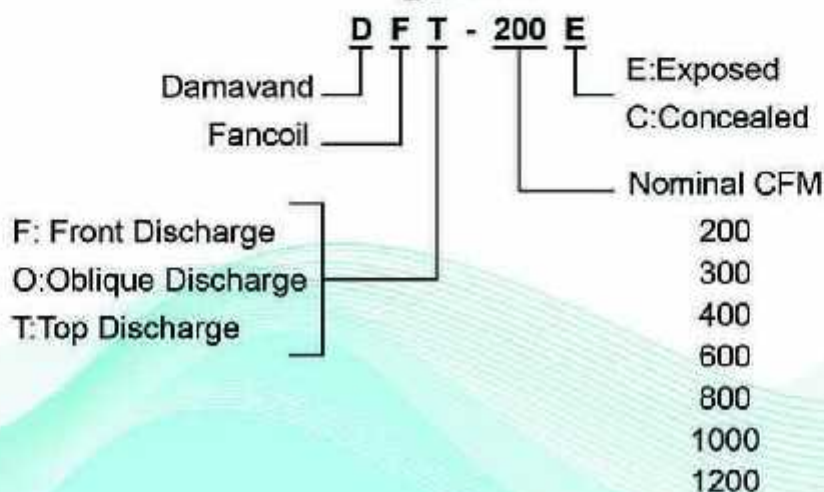 D F T - 200 E
Damavand
Fancoil
E:Exposed
C:Concealed
Nominal CFM
200
300
400
600
800
1000
1200
F: Front Discharge
O:Oblique Discharge
T:Top Discharge